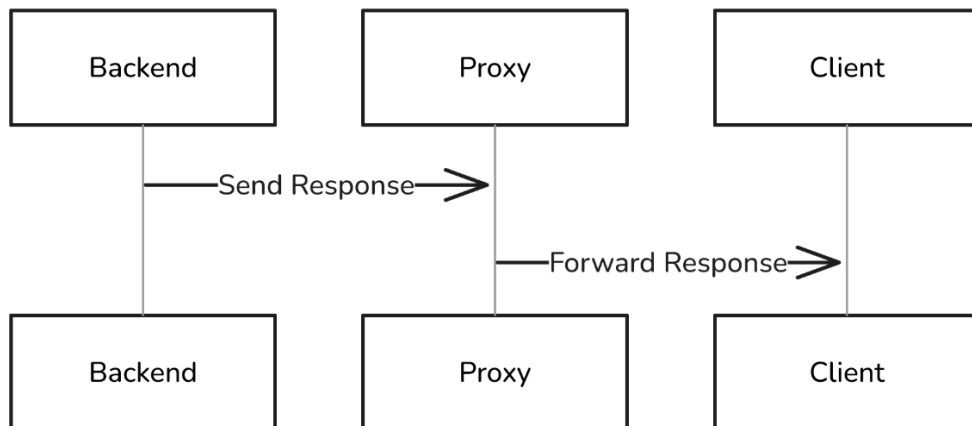 Backend
Proxy
Client
Send Response
Forward Response
Backend
Proxy
Client